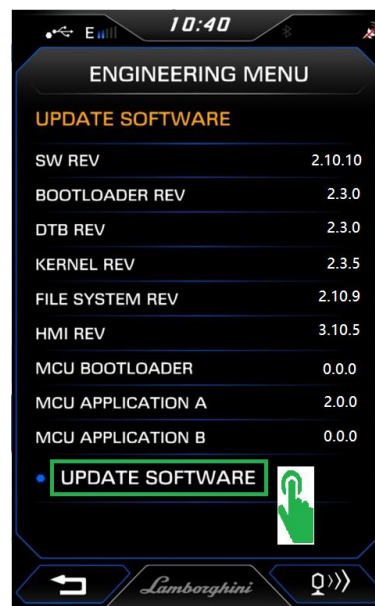 E 10:40
ENGINEERING MENU
UPDATE SOFTWARE
SW REV 2.10.10
BOOTLOADER REV 2.3.0
DTB REV 2.3.0
KERNEL REV 2.3.5
FILE SYSTEM REV 2.10.9
HMI REV 3.10.5
MCU BOOTLOADER 0.0.0
MCU APPLICATION A 2.0.0
MCU APPLICATION B 0.0.0
UPDATE SOFTWARE
Lamborghini